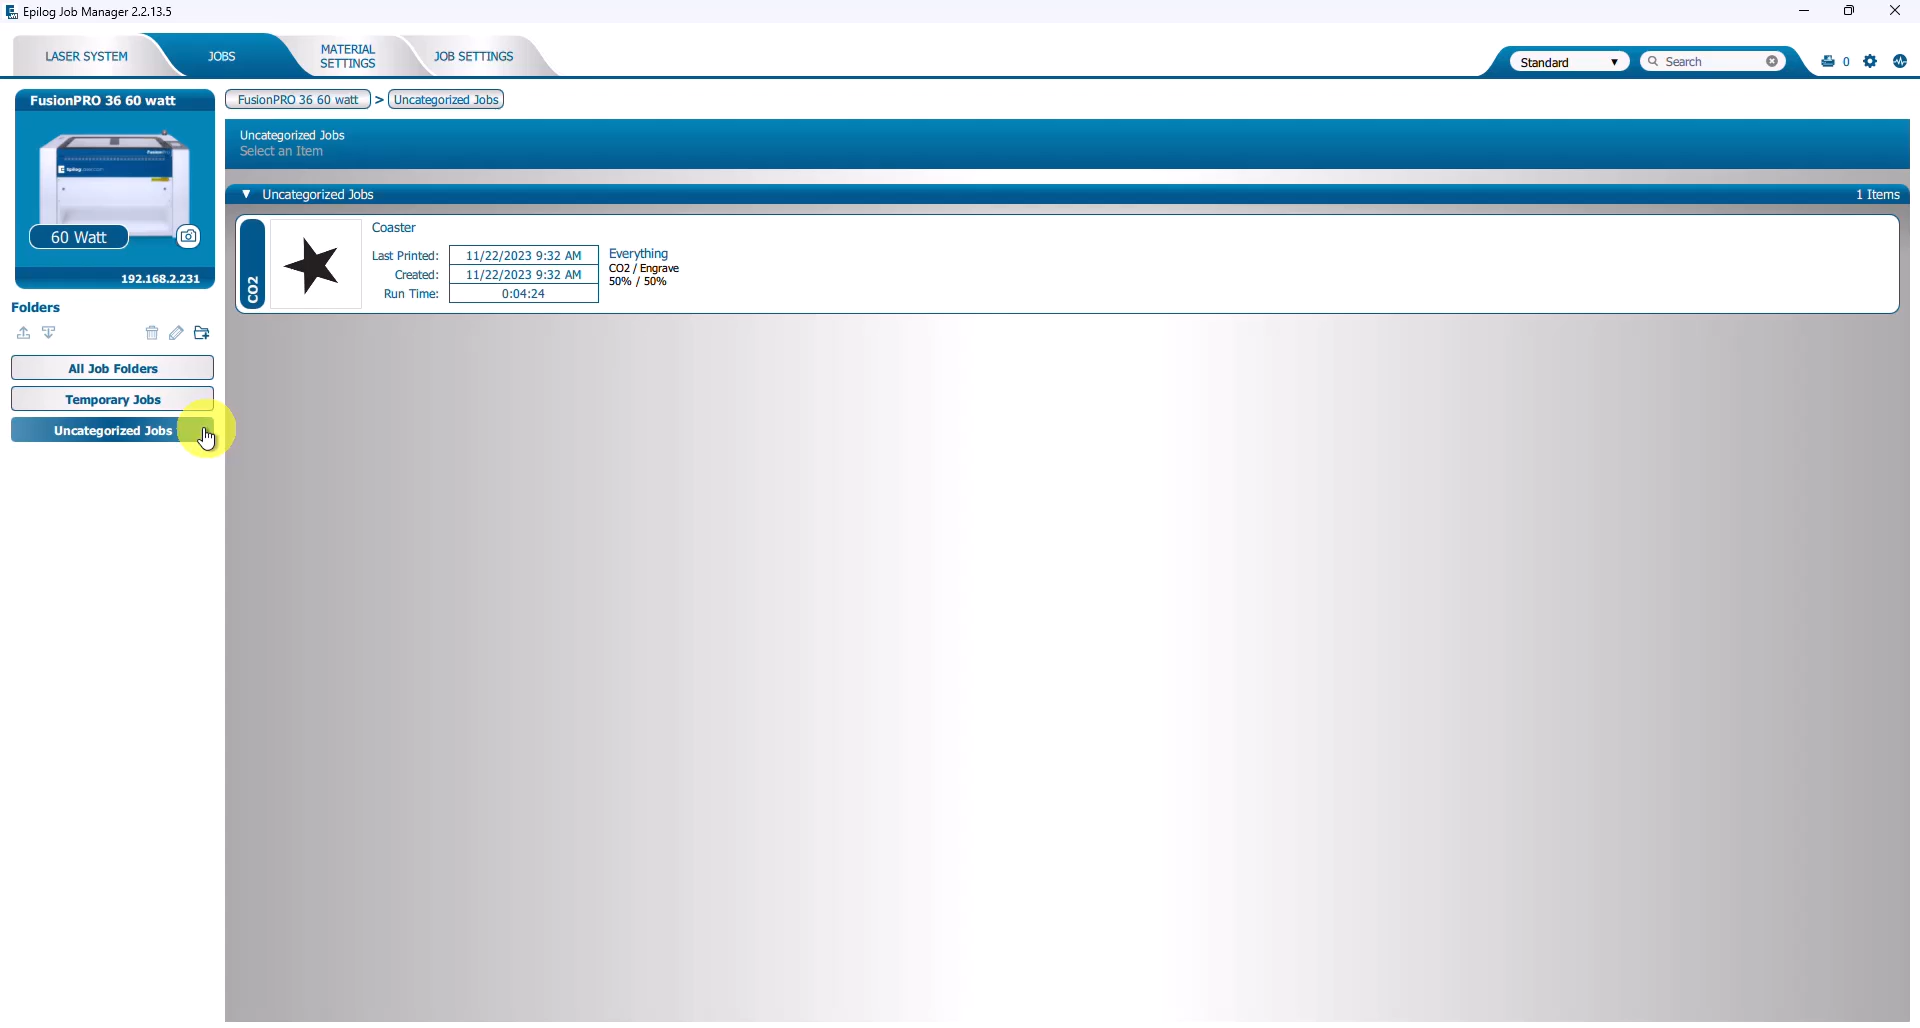 Epilog Job Manager 2.2.13.5
LASER SYSTEM
JOBS
MATERIAL
SETTINGS
JOB SETTINGS
Standard
Search
0
FusionPRO 36 60 watt
60 Watt
192.168.2.231
FusionPRO 36 60 watt > Uncategorized Jobs
Uncategorized Jobs
Select an Item
Uncategorized Jobs
1 Items
CO2
Coaster
Last Printed: 11/22/2023 9:32 AM
Created: 11/22/2023 9:32 AM
Run Time: 0:04:24
Everything
CO2 / Engrave
50% / 50%
Folders
All Job Folders
Temporary Jobs
Uncategorized Jobs